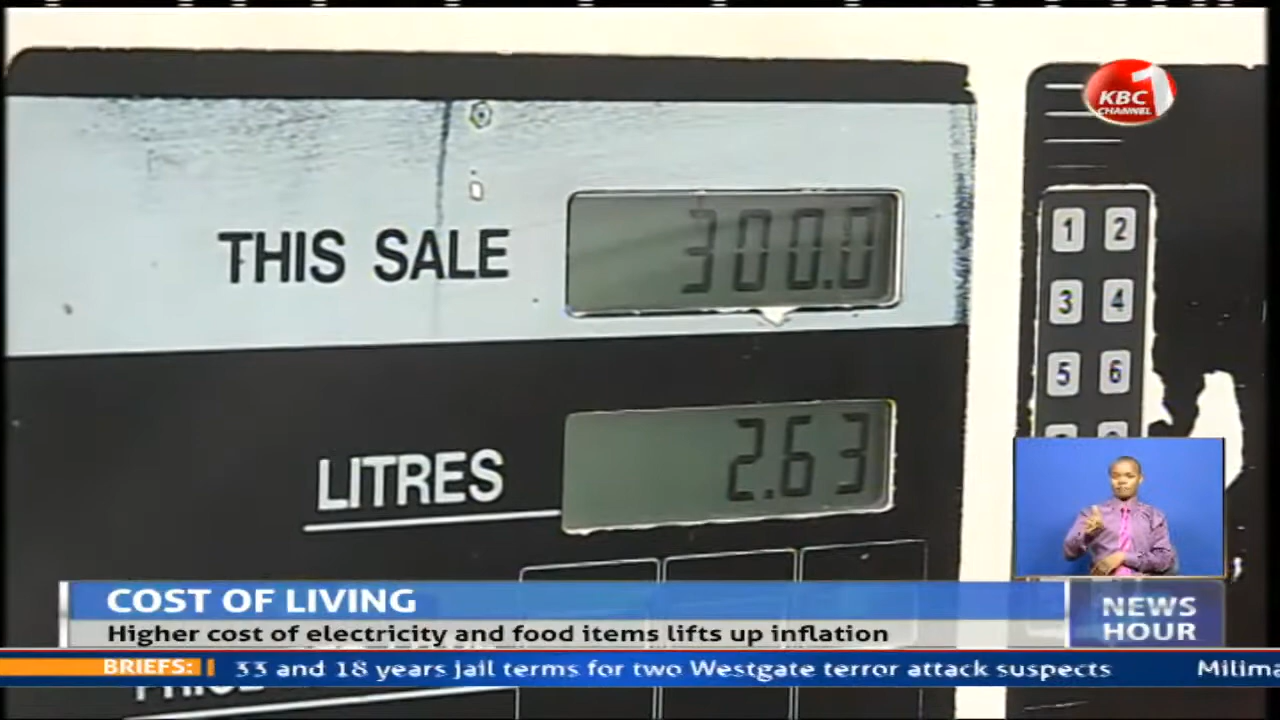 KBC 1
CHANNEL
THIS SALE 300.0
1 2
3 4
5 6
LITRES 2.63
COST OF LIVING
Higher cost of electricity and food items lifts up inflation
NEWS
HOUR
BRIEFS: 33 and 18 years jail terms for two Westgate terror attack suspects Milima
PRICE